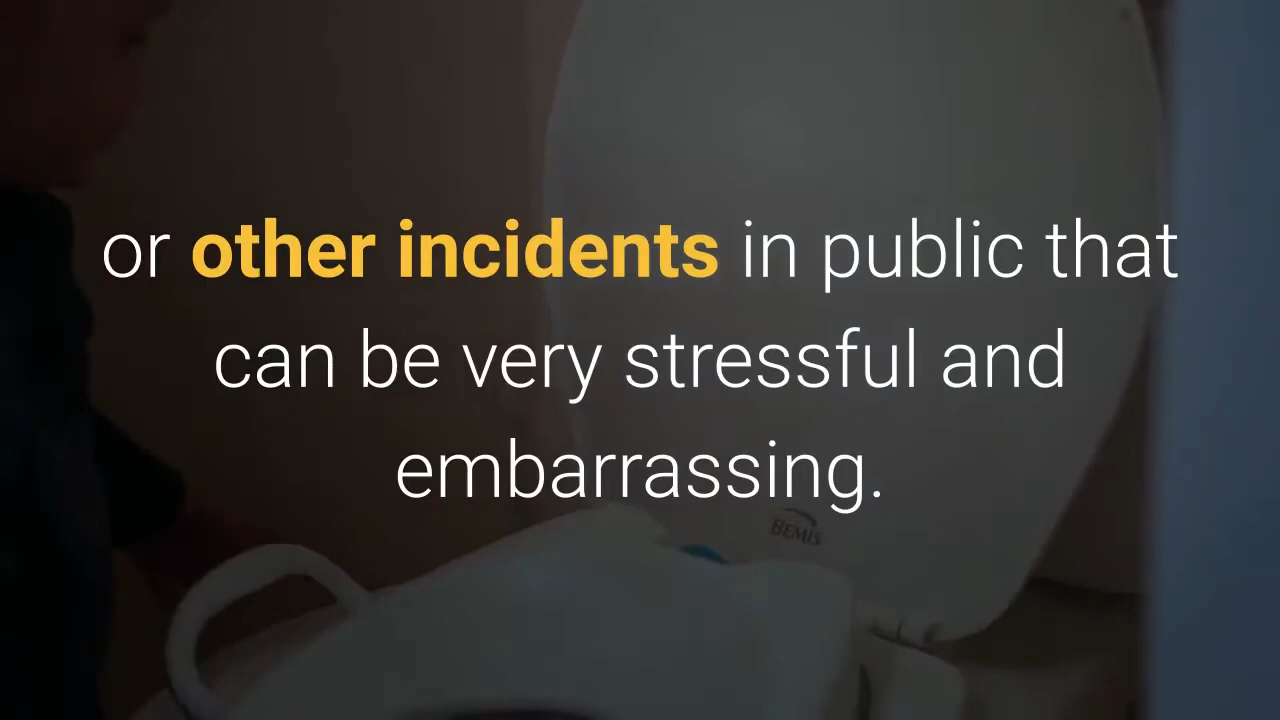 or other incidents in public that
can be very stressful and
embarrassing.
BEMIS